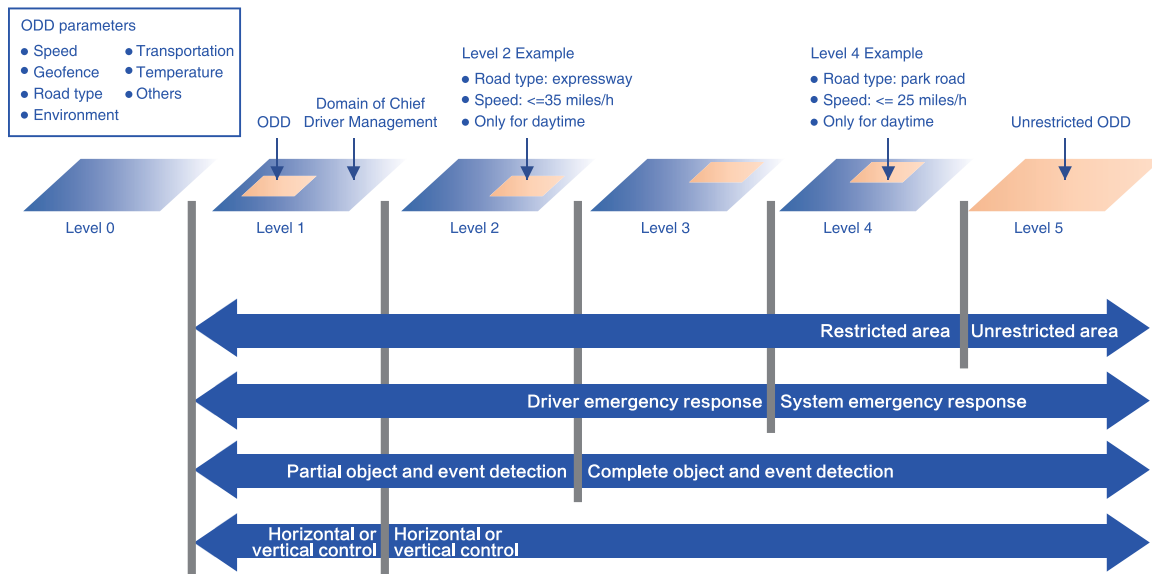 ODD parameters
● Speed
● Geofence
● Road type
● Environment
● Transportation
● Temperature
● Others
ODD
Domain of Chief
Driver Management
Level 2 Example
● Road type: expressway
● Speed: <=35 miles/h
● Only for daytime
Level 4 Example
● Road type: park road
● Speed: <= 25 miles/h
● Only for daytime
Unrestricted ODD
Level 0
Level 1
Level 2
Level 3
Level 4
Level 5
Restricted area
Unrestricted area
Driver emergency response
System emergency response
Partial object and event detection
Complete object and event detection
Horizontal or
vertical control
Horizontal or
vertical control